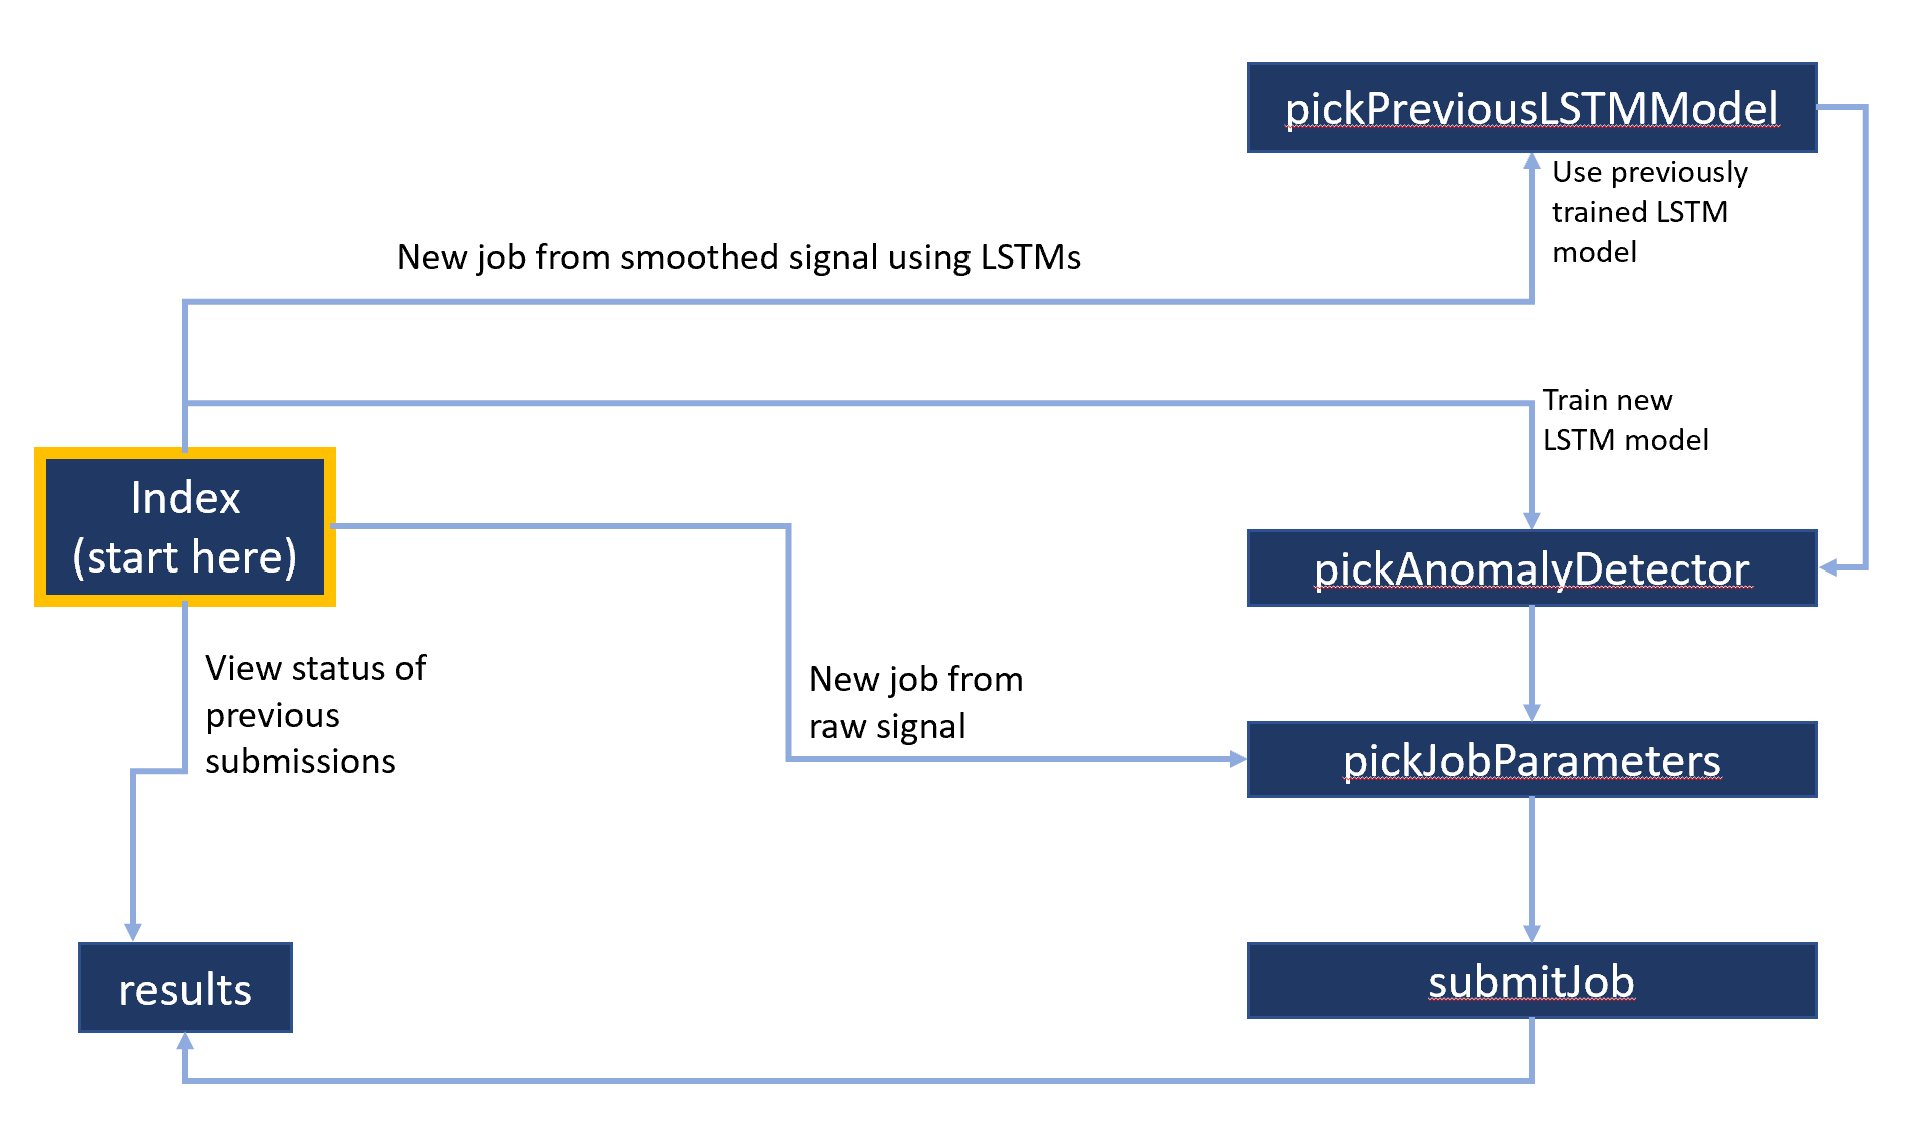 pickPreviousLSTMModel
Use previously
trained LSTM
model
New job from smoothed signal using LSTMs
Train new
LSTM model
Index
(start here)
pickAnomalyDetector
View status of
previous
submissions
New job from
raw signal
pickJobParameters
results
submitJob